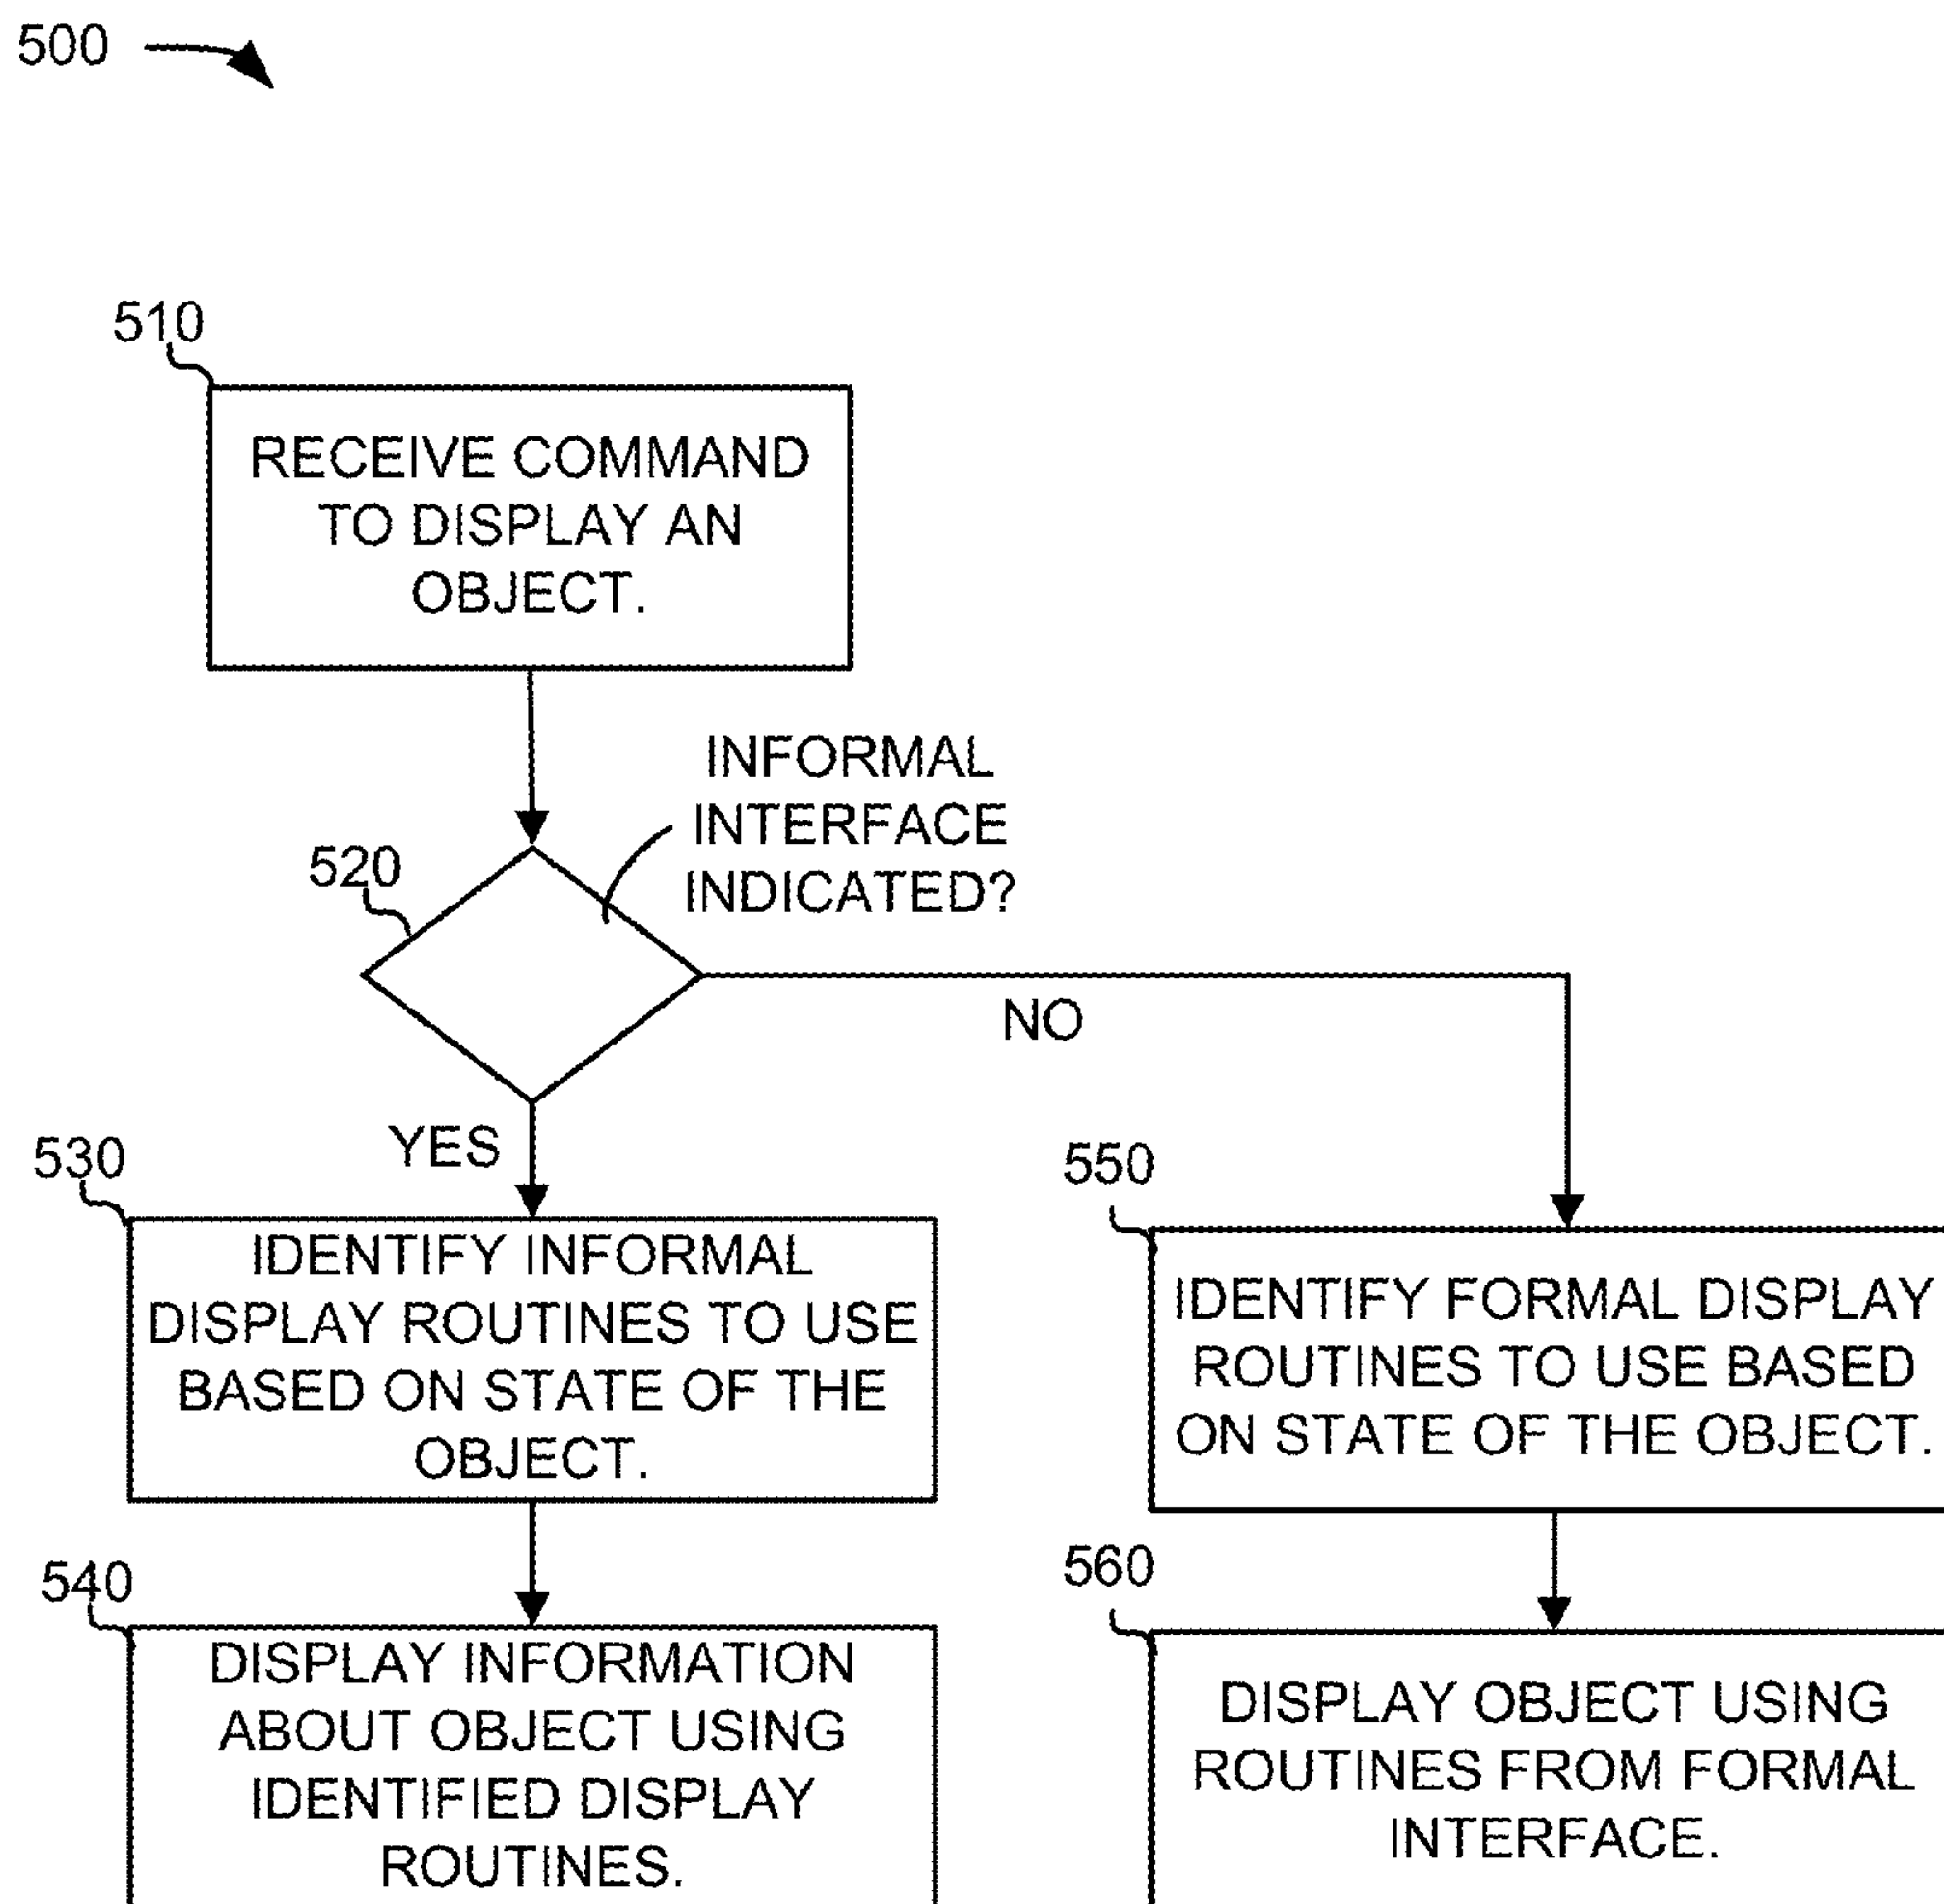 500
510
RECEIVE COMMAND
TO DISPLAY AN
OBJECT.
INFORMAL
INTERFACE
INDICATED?
520
NO
YES
530
IDENTIFY INFORMAL
DISPLAY ROUTINES TO USE
BASED ON STATE OF THE
OBJECT.
550
IDENTIFY FORMAL DISPLAY
ROUTINES TO USE BASED
ON STATE OF THE OBJECT.
540
DISPLAY INFORMATION
ABOUT OBJECT USING
IDENTIFIED DISPLAY
ROUTINES.
560
DISPLAY OBJECT USING
ROUTINES FROM FORMAL
INTERFACE.